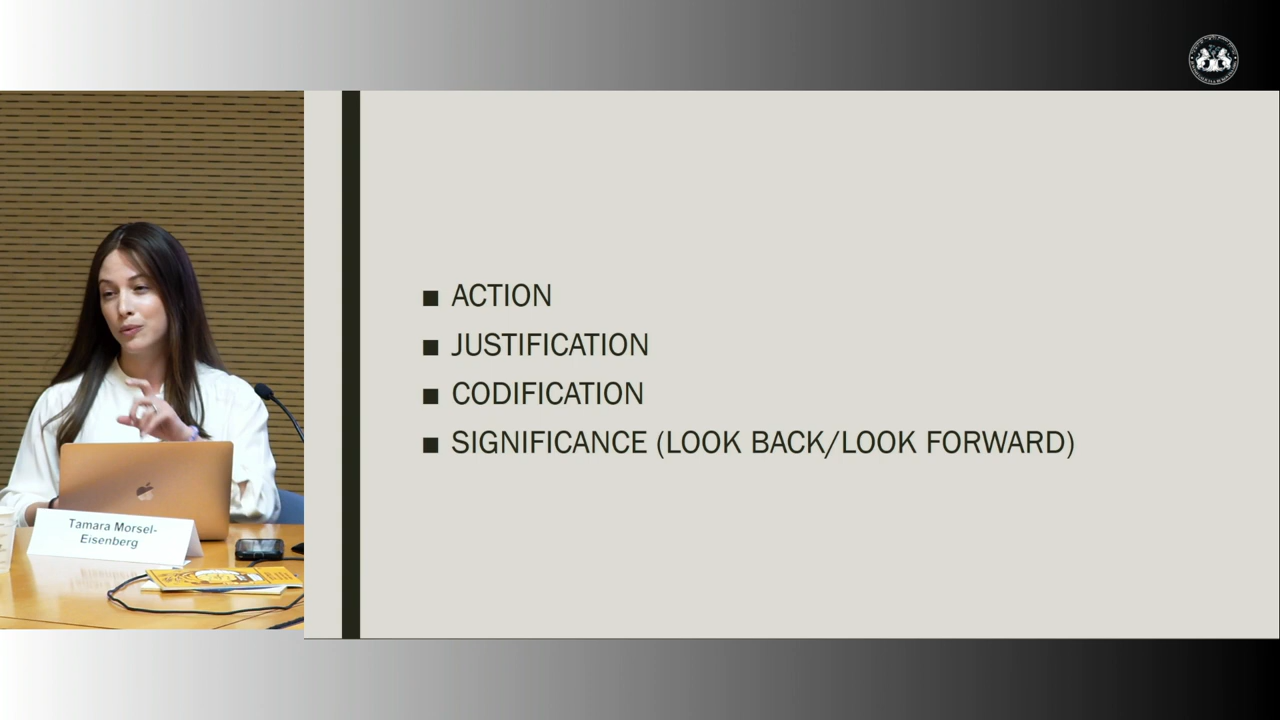 ACTION
JUSTIFICATION
CODIFICATION
SIGNIFICANCE (LOOK BACK/LOOK FORWARD)
Tamara Morsel-
Eisenberg